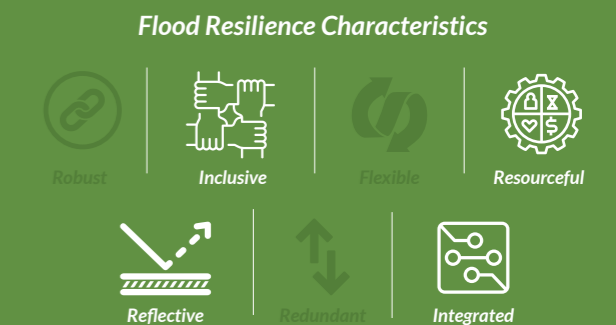 Flood Resilience Characteristics
Robust
Inclusive
Flexible
Resourceful
$
Reflective
Redundant
Integrated